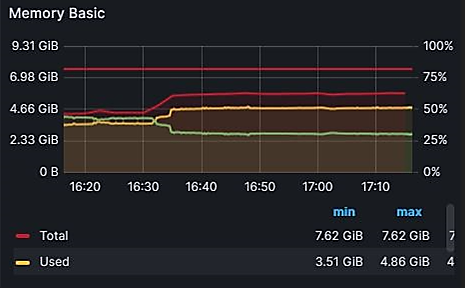 Memory Basic
9.31 GiB 100%
6.98 GiB 75%
4.66 GiB 50%
2.33 GiB 25%
0 B 0%
16:20 16:30 16:40 16:50 17:00 17:10
min max
Total 7.62 GiB 7.62 GiB 7
Used 3.51 GiB 4.86 GiB 4